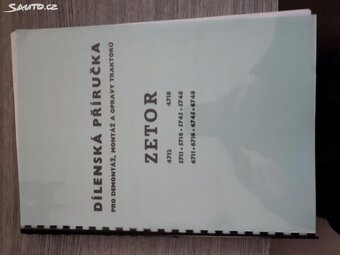 Sauto.cz
DÍLENSKÁ PŘÍRUČKA
PRO DEMONTÁŽ, MONTÁŽ A OPRAVY TRAKTORŮ
ZETOR
4712 4718
5711 • 5718 • 5745 • 5748
6711 • 6718 • 6745 • 6748